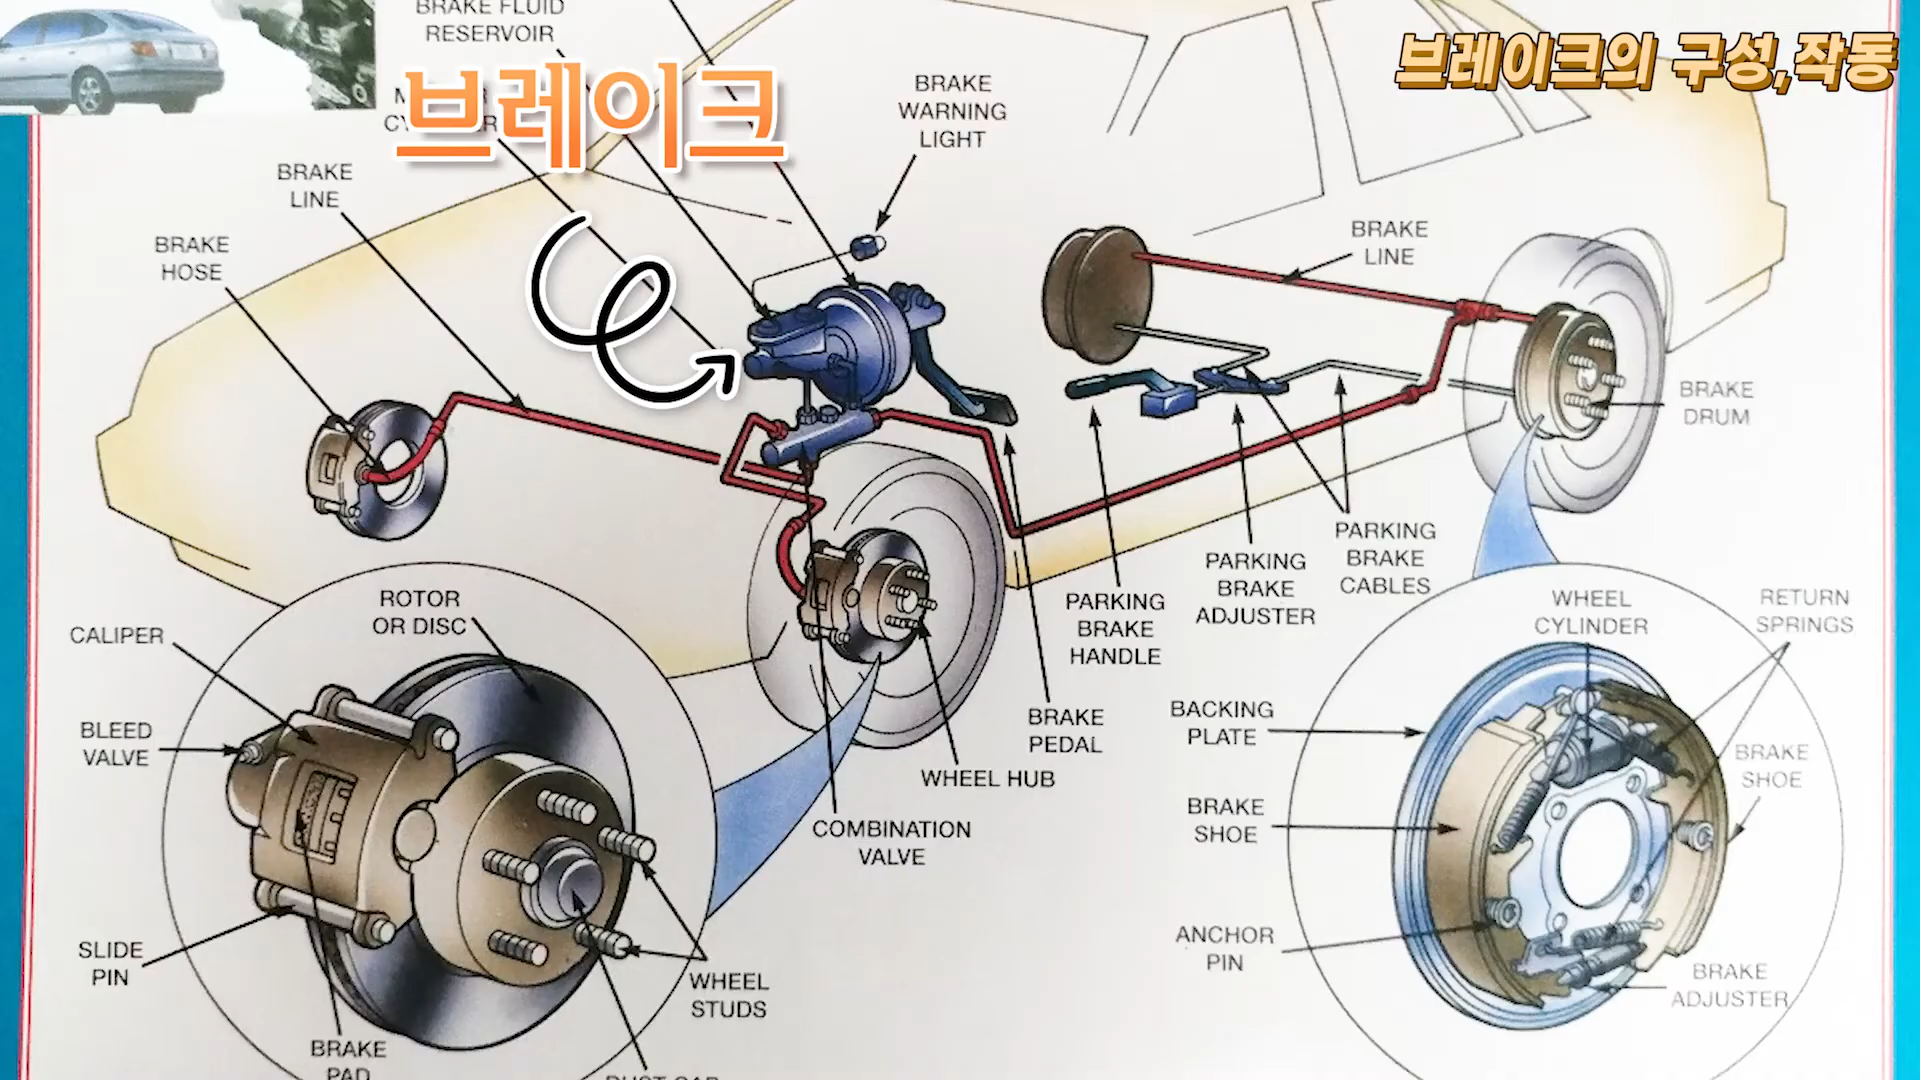 BRAKE FLUID
RESERVOIR
브레이크의 구성,작동
브레이크
BRAKE
WARNING
LIGHT
BRAKE
LINE
BRAKE
HOSE
BRAKE
LINE
BRAKE
DRUM
PARKING
BRAKE
CABLES
PARKING
BRAKE
ADJUSTER
PARKING
BRAKE
HANDLE
BRAKE
PEDAL
WHEEL HUB
COMBINATION
VALVE
ROTOR
OR DISC
CALIPER
BLEED
VALVE
SLIDE
PIN
BRAKE
PAD
WHEEL
STUDS
DUST CAP
WHEEL
CYLINDER
RETURN
SPRINGS
BACKING
PLATE
BRAKE
SHOE
BRAKE
SHOE
ANCHOR
PIN
BRAKE
ADJUSTER